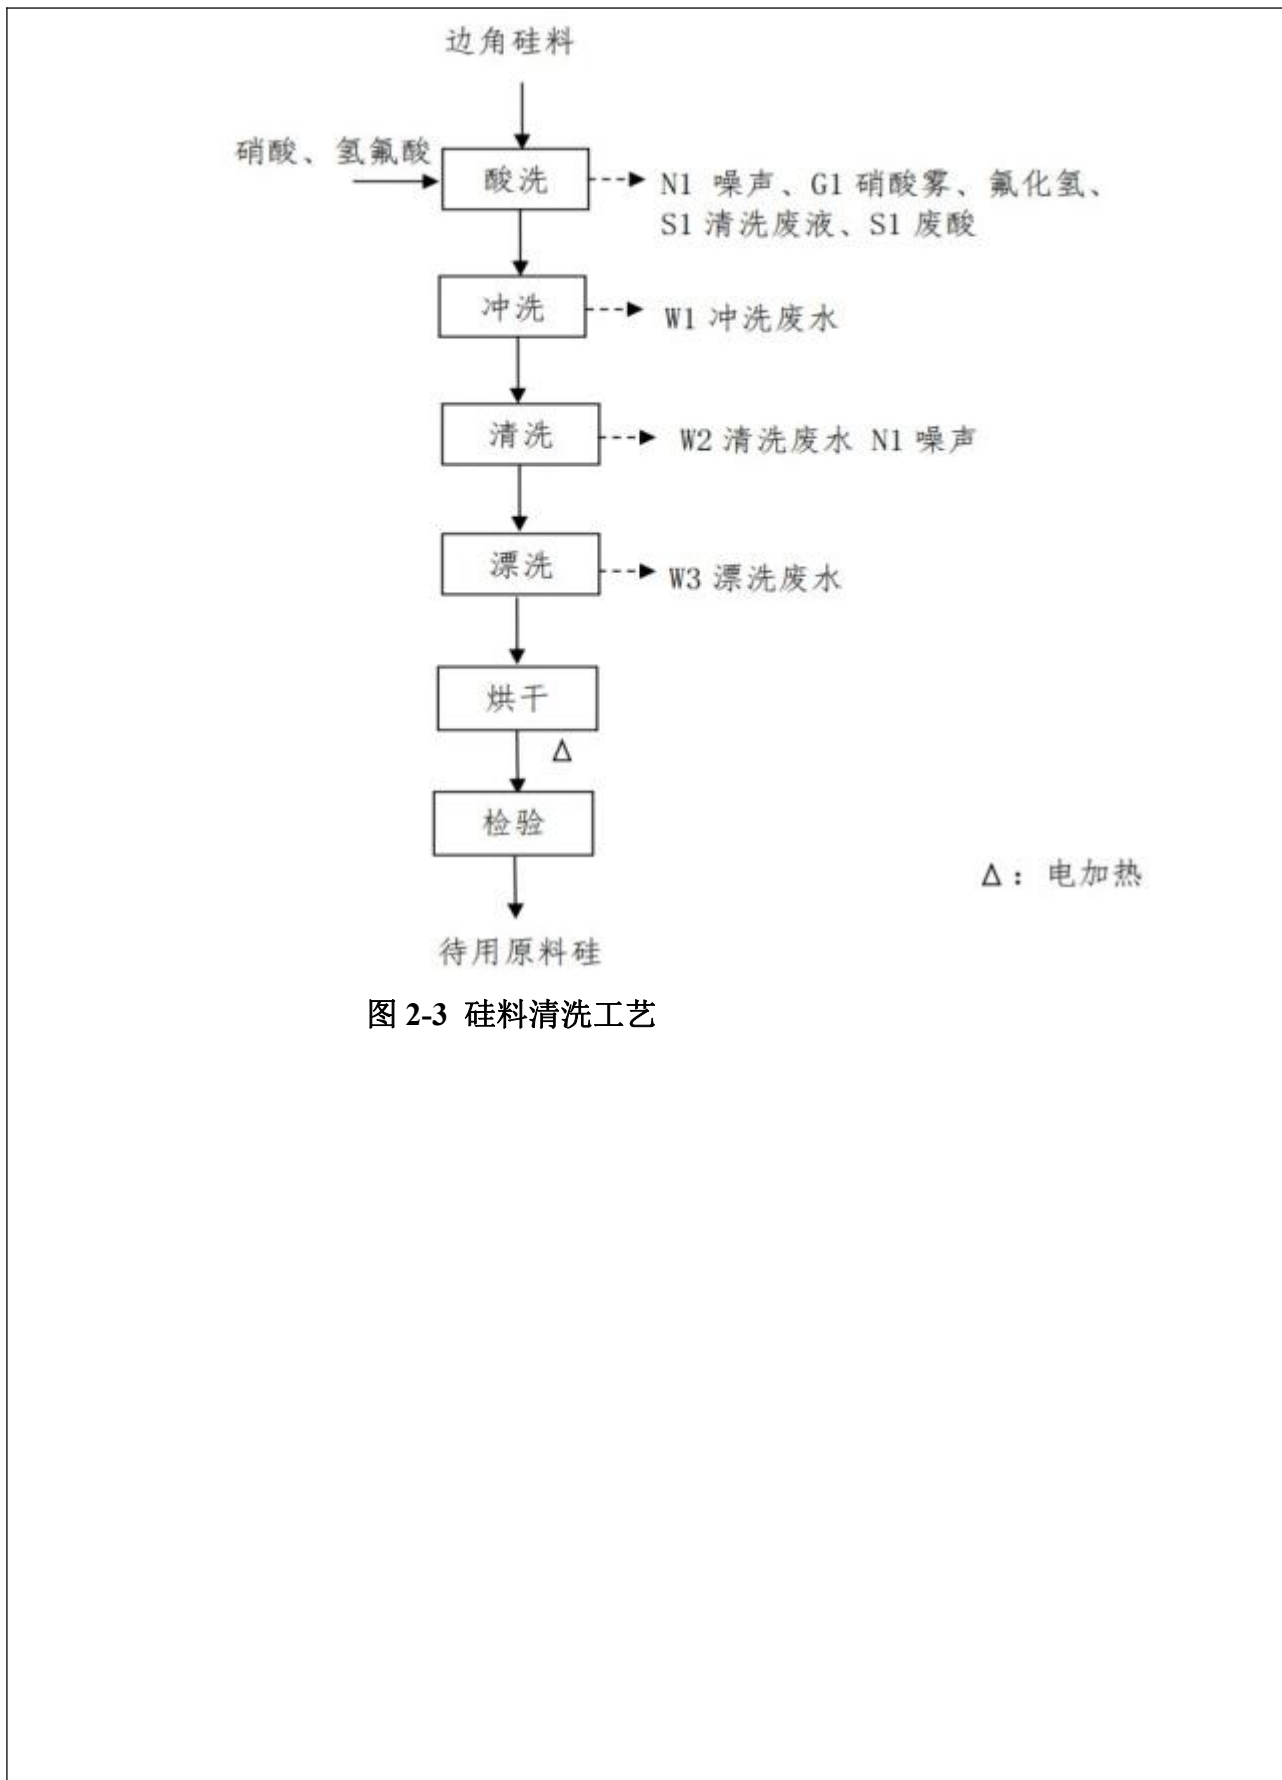 边角硅料
硝酸、氢氟酸
酸洗
N1 噪声、G1 硝酸雾、氟化氢、
S1 清洗废液、S1 废酸
冲洗
W1 冲洗废水
清洗
W2 清洗废水 N1 噪声
漂洗
W3 漂洗废水
烘干
Δ
检验
Δ：电加热
待用原料硅
图 2-3 硅料清洗工艺